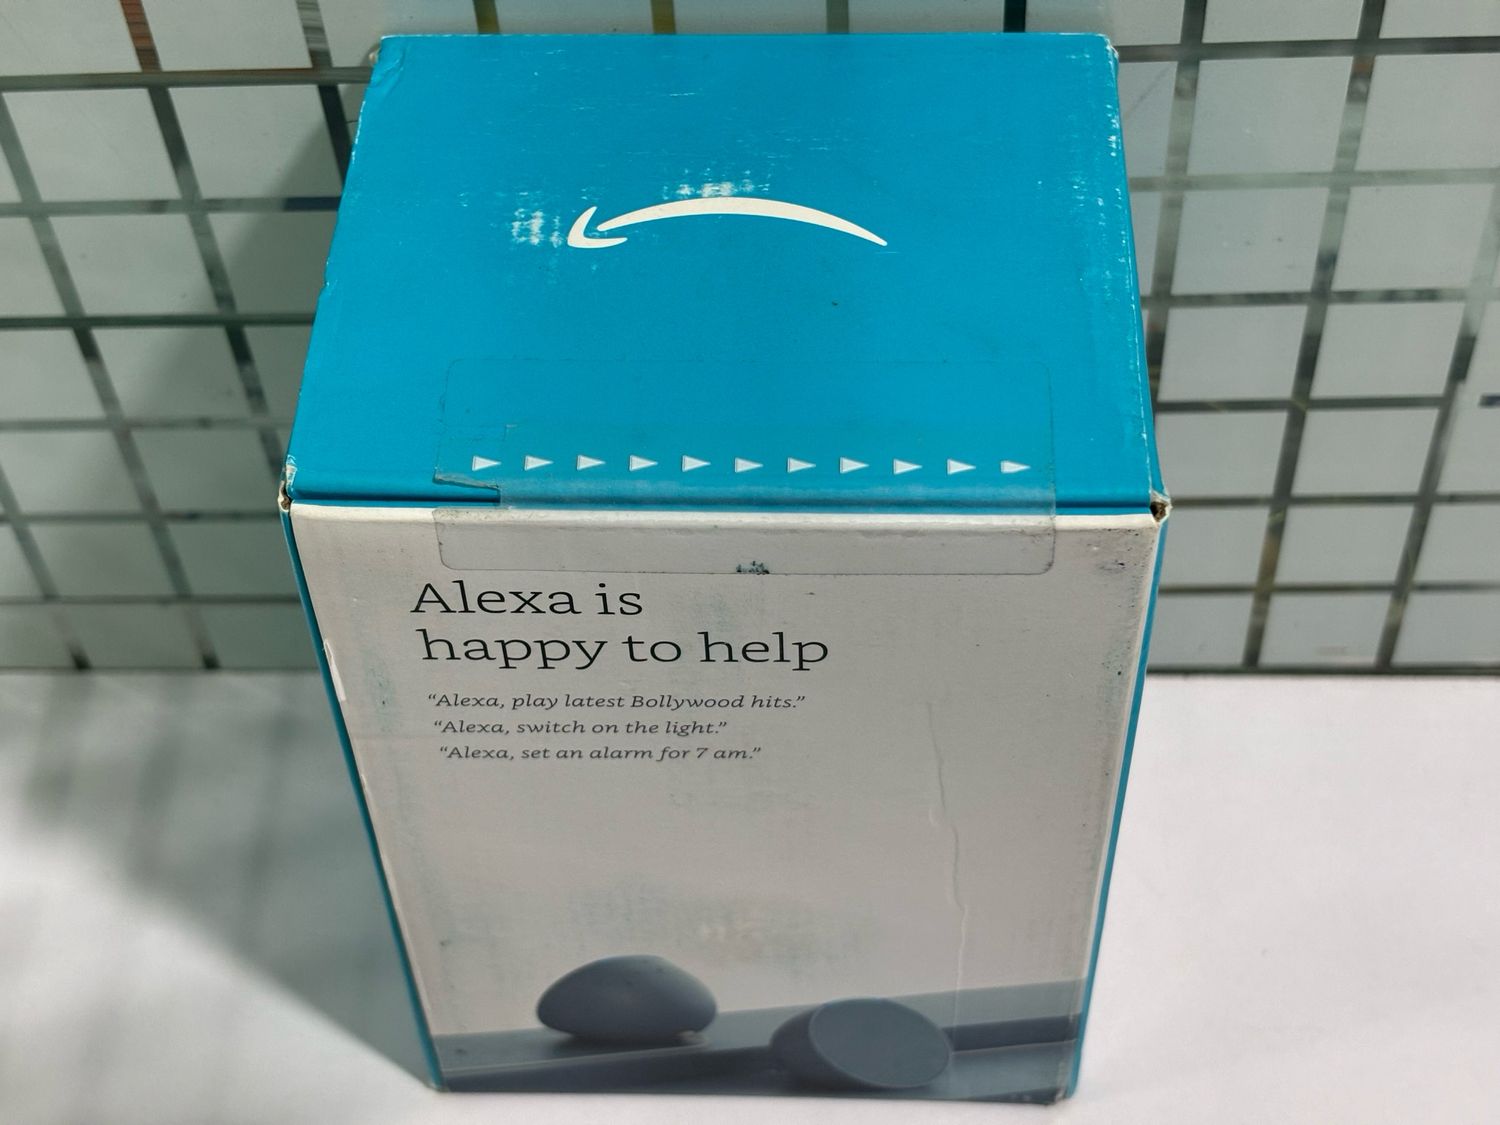 Alexa is
happy to help
“Alexa, play latest Bollywood hits.”
“Alexa, switch on the light.”
“Alexa, set an alarm for 7 am.”